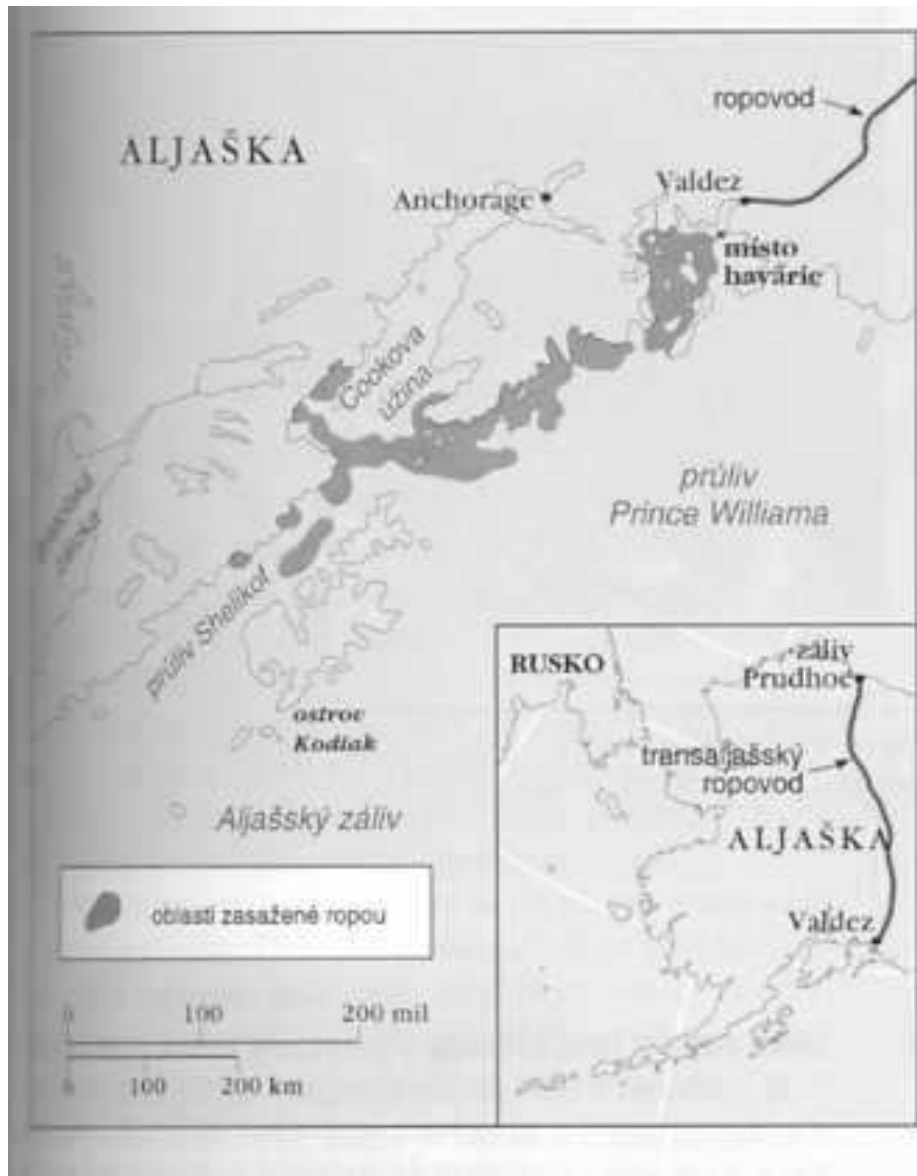 ropovod
ALJAŠKA
Valdez
Anchorage
místo
havárie
Cookova
úžina
průliv
Prince Williama
průliv Shelikof
ostrov
Kodiak
Aljašský záliv
oblasti zasažené ropou
0 100 200 mil
0 100 200 km
RUSKO
záliv
Prudhoe
transaljašský
ropovod
ALJAŠKA
Valdez